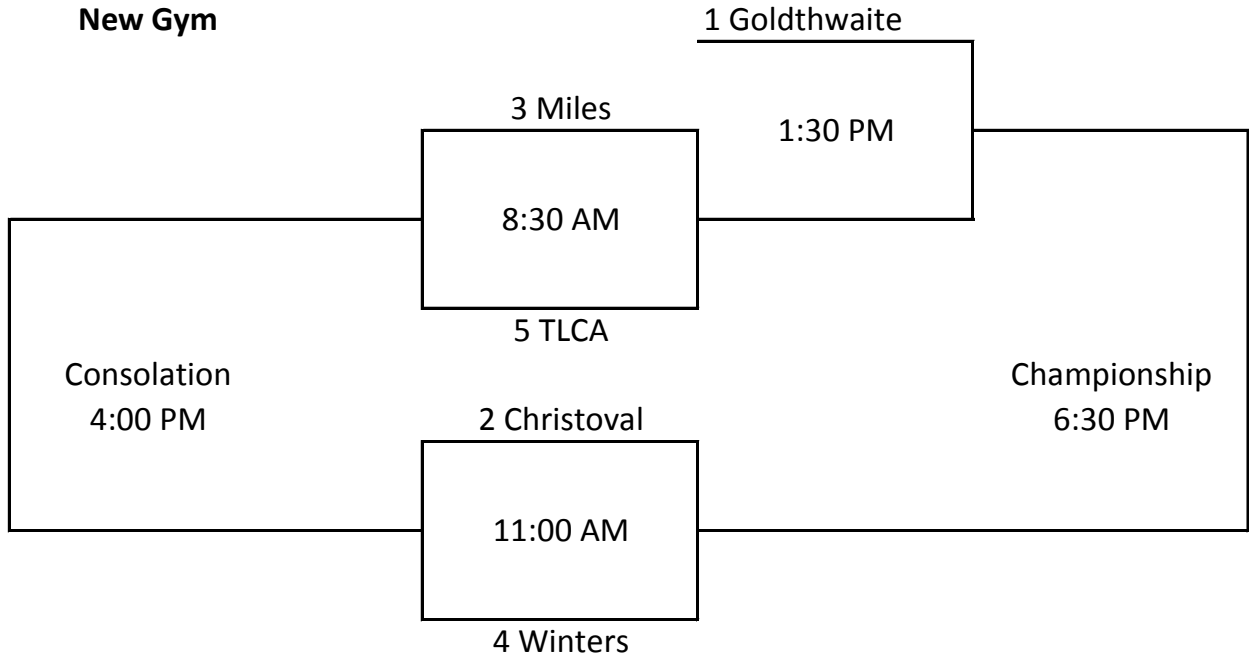 New Gym
1 Goldthwaite
3 Miles
1:30 PM
8:30 AM
5 TLCA
Consolation
4:00 PM
Championship
6:30 PM
2 Christoval
11:00 AM
4 Winters